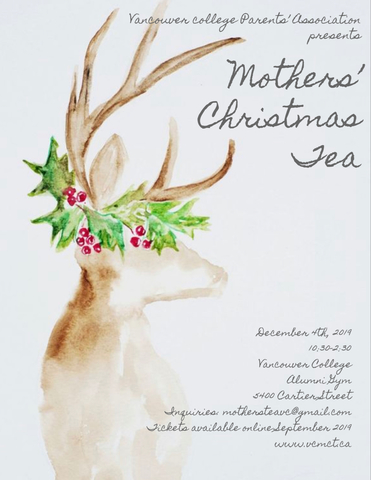 Vancouver College Parents' Association
presents
Mothers'
Christmas
Tea
December 4th, 2019
10:30-2:30
Vancouver College
Alumni Gym
5400 Cartier Street
Inquiries: mothersteavc@gmail.com
Tickets available online September 2019
www.vcmct.ca